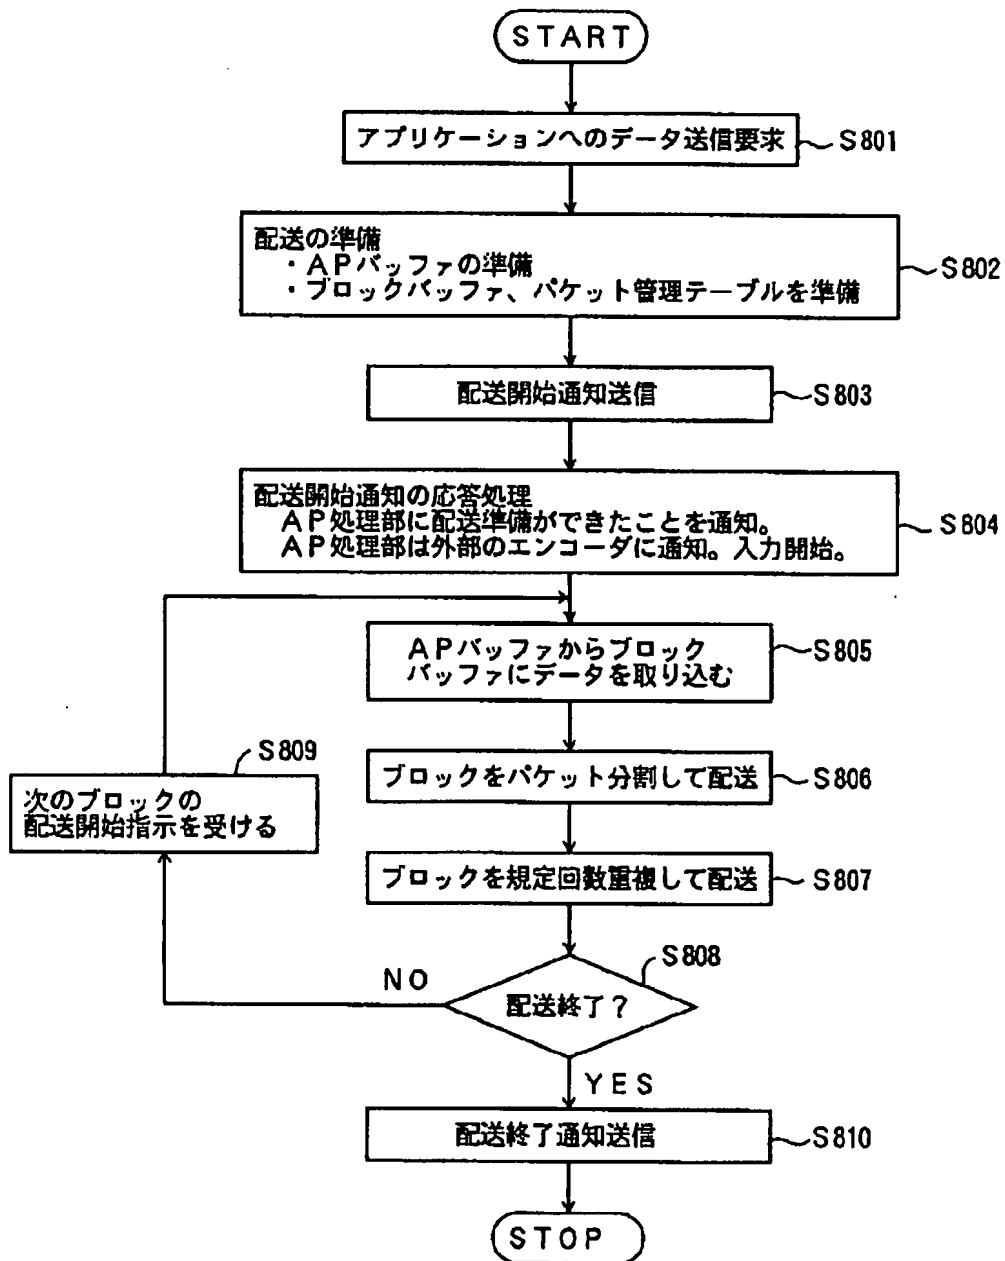 START
アプリケーションへのデータ送信要求
S801
配送の準備
・APバッファの準備
・ブロックバッファ、パケット管理テーブルを準備
S802
配送開始通知送信
S803
配送開始通知の応答処理
AP処理部に配送準備ができたことを通知。
AP処理部は外部のエンコーダに通知。入力開始。
S804
APバッファからブロック
バッファにデータを取り込む
S805
S809
次のブロックの
配送開始指示を受ける
ブロックをパケット分割して配送
S806
ブロックを規定回数重複して配送
S807
S808
NO
配送終了?
YES
配送終了通知送信
S810
STOP